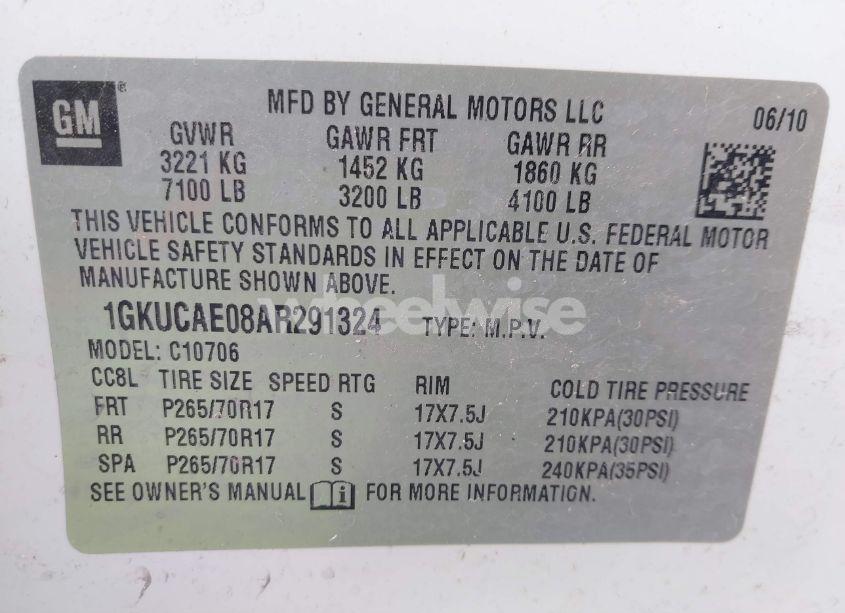 GM
MFD BY GENERAL MOTORS LLC 06/10
GVWR GAWR FRT GAWR RR
3221 KG 1452 KG 1860 KG
7100 LB 3200 LB 4100 LB
THIS VEHICLE CONFORMS TO ALL APPLICABLE U.S. FEDERAL MOTOR
VEHICLE SAFETY STANDARDS IN EFFECT ON THE DATE OF
MANUFACTURE SHOWN ABOVE.
1GKUCAE08AR291324 TYPE: M.P.V.
wheelwise
MODEL: C10706
CC8L TIRE SIZE SPEED RTG RIM COLD TIRE PRESSURE
FRT P265/70R17 S 17X7.5J 210KPA(30PSI)
RR P265/70R17 S 17X7.5J 210KPA(30PSI)
SPA P265/70R17 S 17X7.5J 240KPA(35PSI)
SEE OWNER'S MANUAL i FOR MORE INFORMATION.